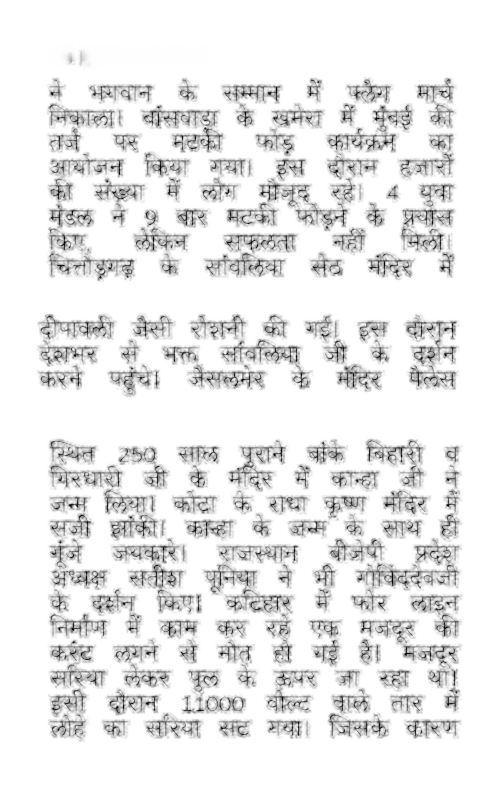 ने भगवान के सम्मान में फ्लैग मार्च
निकाला। बांसवाड़ा के खमेरा में मुंबई की
तर्ज पर मटकी फोड़ कार्यक्रम का
आयोजन किया गया। इस दौरान हजारों
की संख्या में लोग मौजूद रहे। 4 युवा
मंडल ने 9 बार मटकी फोड़ने के प्रयास
किए, लेकिन सफलता नहीं मिली।
चित्तौड़गढ़ के सांवलिया सेठ मंदिर में
दीपावली जैसी रोशनी की गई। इस दौरान
देशभर से भक्त सांवलिया जी के दर्शन
करने पहुंचे। जैसलमेर के मंदिर पैलेस
स्थित 250 साल पुराने बांके बिहारी व
गिरधारी जी के मंदिर में कान्हा जी ने
जन्म लिया। कोटा के राधा कृष्ण मंदिर में
सजी झांकी। कान्हा के जन्म के साथ ही
गूंजे जयकारे। राजस्थान बीजेपी प्रदेश
अध्यक्ष सतीश पूनिया ने भी गोविंददेवजी
के दर्शन किए। कटिहार में फोर लाइन
निर्माण में काम कर रहे एक मजदूर की
करंट लगने से मौत हो गई है। मजदूर
सरिया लेकर पुल के ऊपर जा रहा था।
इसी दौरान 11000 वोल्ट वाले तार में
लोहे का सरिया सट गया। जिसके कारण